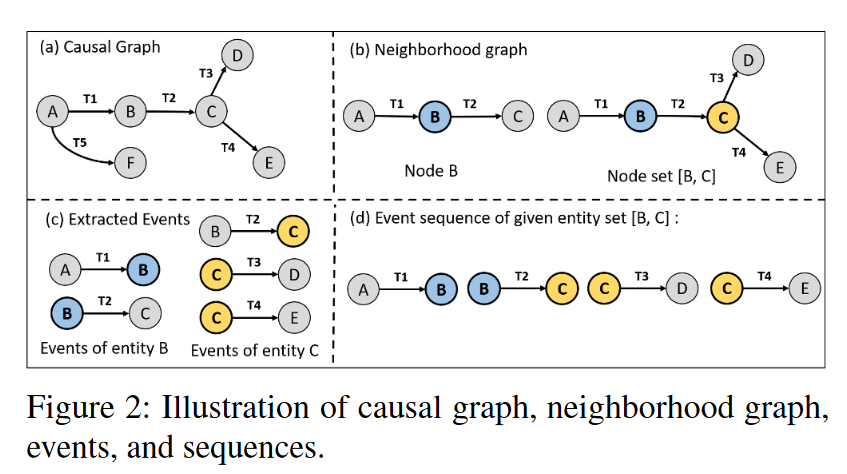 (a) Causal Graph
D
T3
A
T1
B
T2
C
T5
T4
F
E
(b) Neighborhood graph
A
T1
B
T2
C
Node B
A
T1
B
T2
C
T3
D
T4
E
Node set [B, C]
(c) Extracted Events
A
T1
B
B
T2
C
Events of entity B
B
T2
C
C
T3
D
C
T4
E
Events of entity C
(d) Event sequence of given entity set [B, C] :
A
T1
B
B
T2
C
C
T3
D
C
T4
E
Figure 2: Illustration of causal graph, neighborhood graph,
events, and sequences.